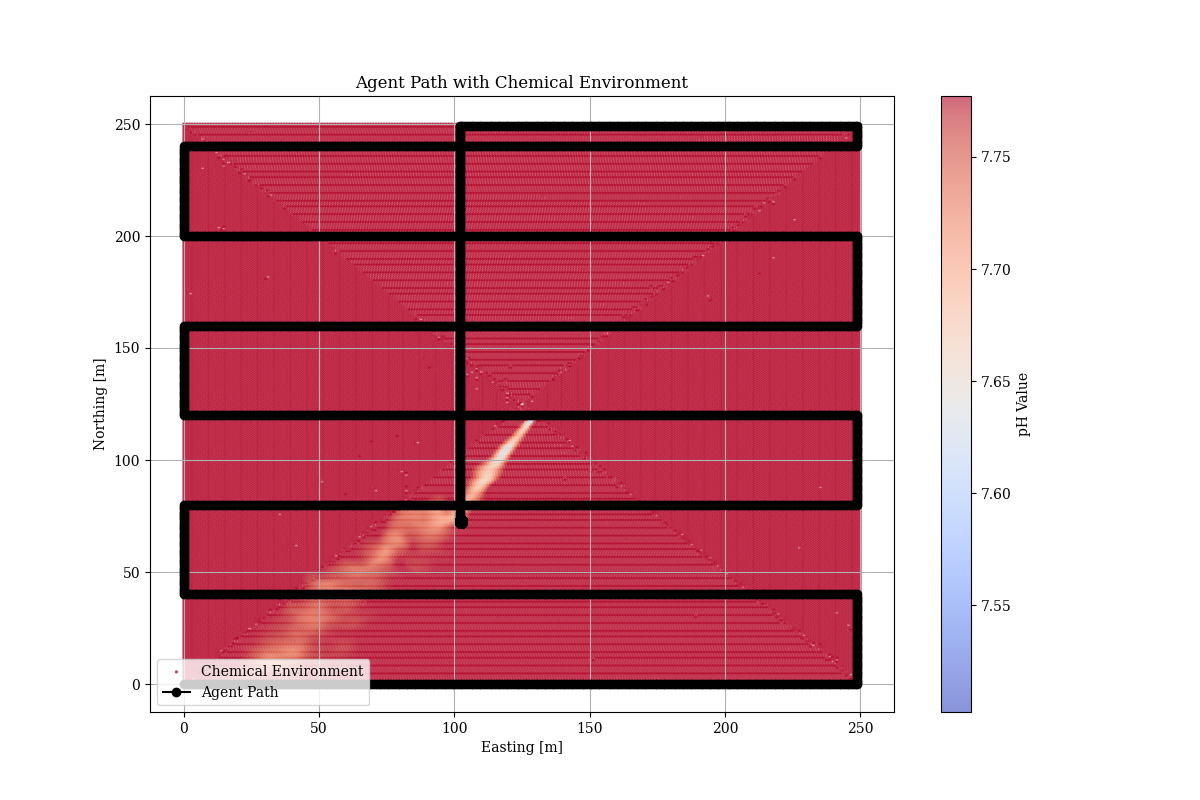 Agent Path with Chemical Environment
250
200
150
100
50
0
Northing [m]
Chemical Environment
Agent Path
0
50
100
150
200
250
Easting [m]
7.75
7.70
7.65
7.60
7.55
pH Value